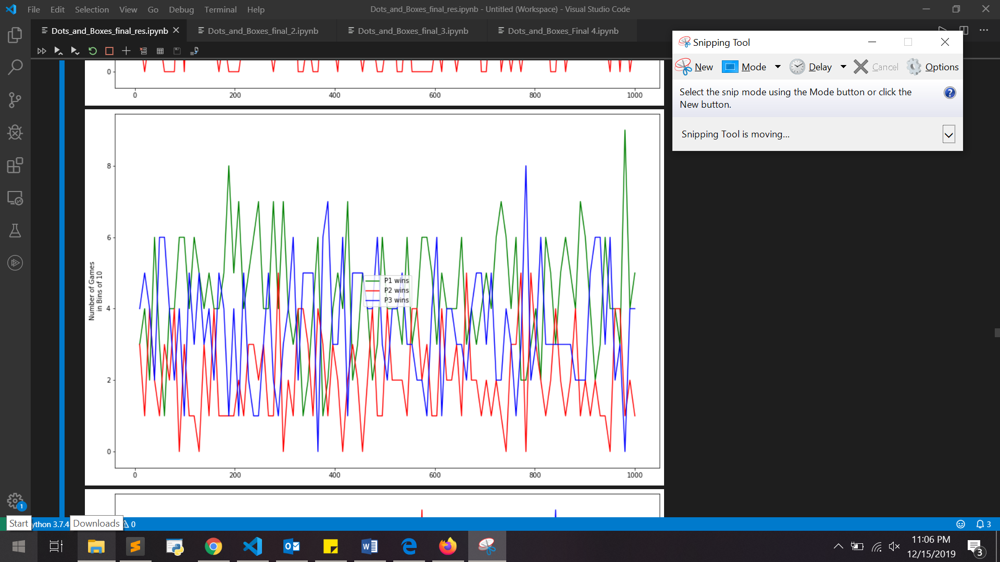 File Edit Selection View Go Debug Terminal Help
Dots_and_Boxes_final_res.ipynb - Untitled (Workspace) - Visual Studio Code
Dots_and_Boxes_final_res.ipynb
Dots_and_Boxes_final_2.ipynb
Dots_and_Boxes_final_3.ipynb
Dots_and_Boxes_Final 4.ipynb
Snipping Tool
New Mode Delay Cancel Options
Select the snip mode using the Mode button or click the
New button.
Snipping Tool is moving...
0
0 200 400 600 800 1000
8
6
4
2
0
Number of Games
in Bins of 10
P1 wins
P2 wins
P3 wins
0 200 400 600 800 1000
1
Start
ython 3.7.4
Downloads
0
3
11:06 PM
12/15/2019
3